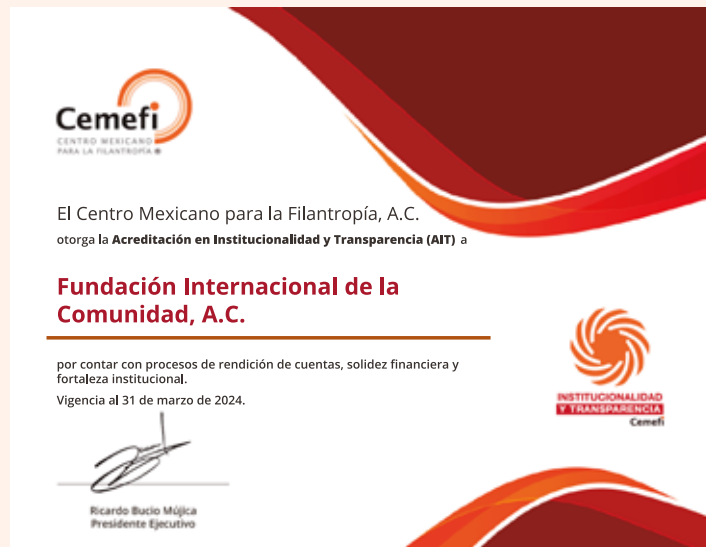 Cemefi
CENTRO MEXICANO
PARA LA FILANTROPÍA ®
El Centro Mexicano para la Filantropía, A.C.
otorga la Acreditación en Institucionalidad y Transparencia (AIT) a
Fundación Internacional de la
Comunidad, A.C.
por contar con procesos de rendición de cuentas, solidez financiera y
fortaleza institucional.
Vigencia al 31 de marzo de 2024.
INSTITUCIONALIDAD
Y TRANSPARENCIA
Cemefi
Ricardo Bucio Mújica
Presidente Ejecutivo